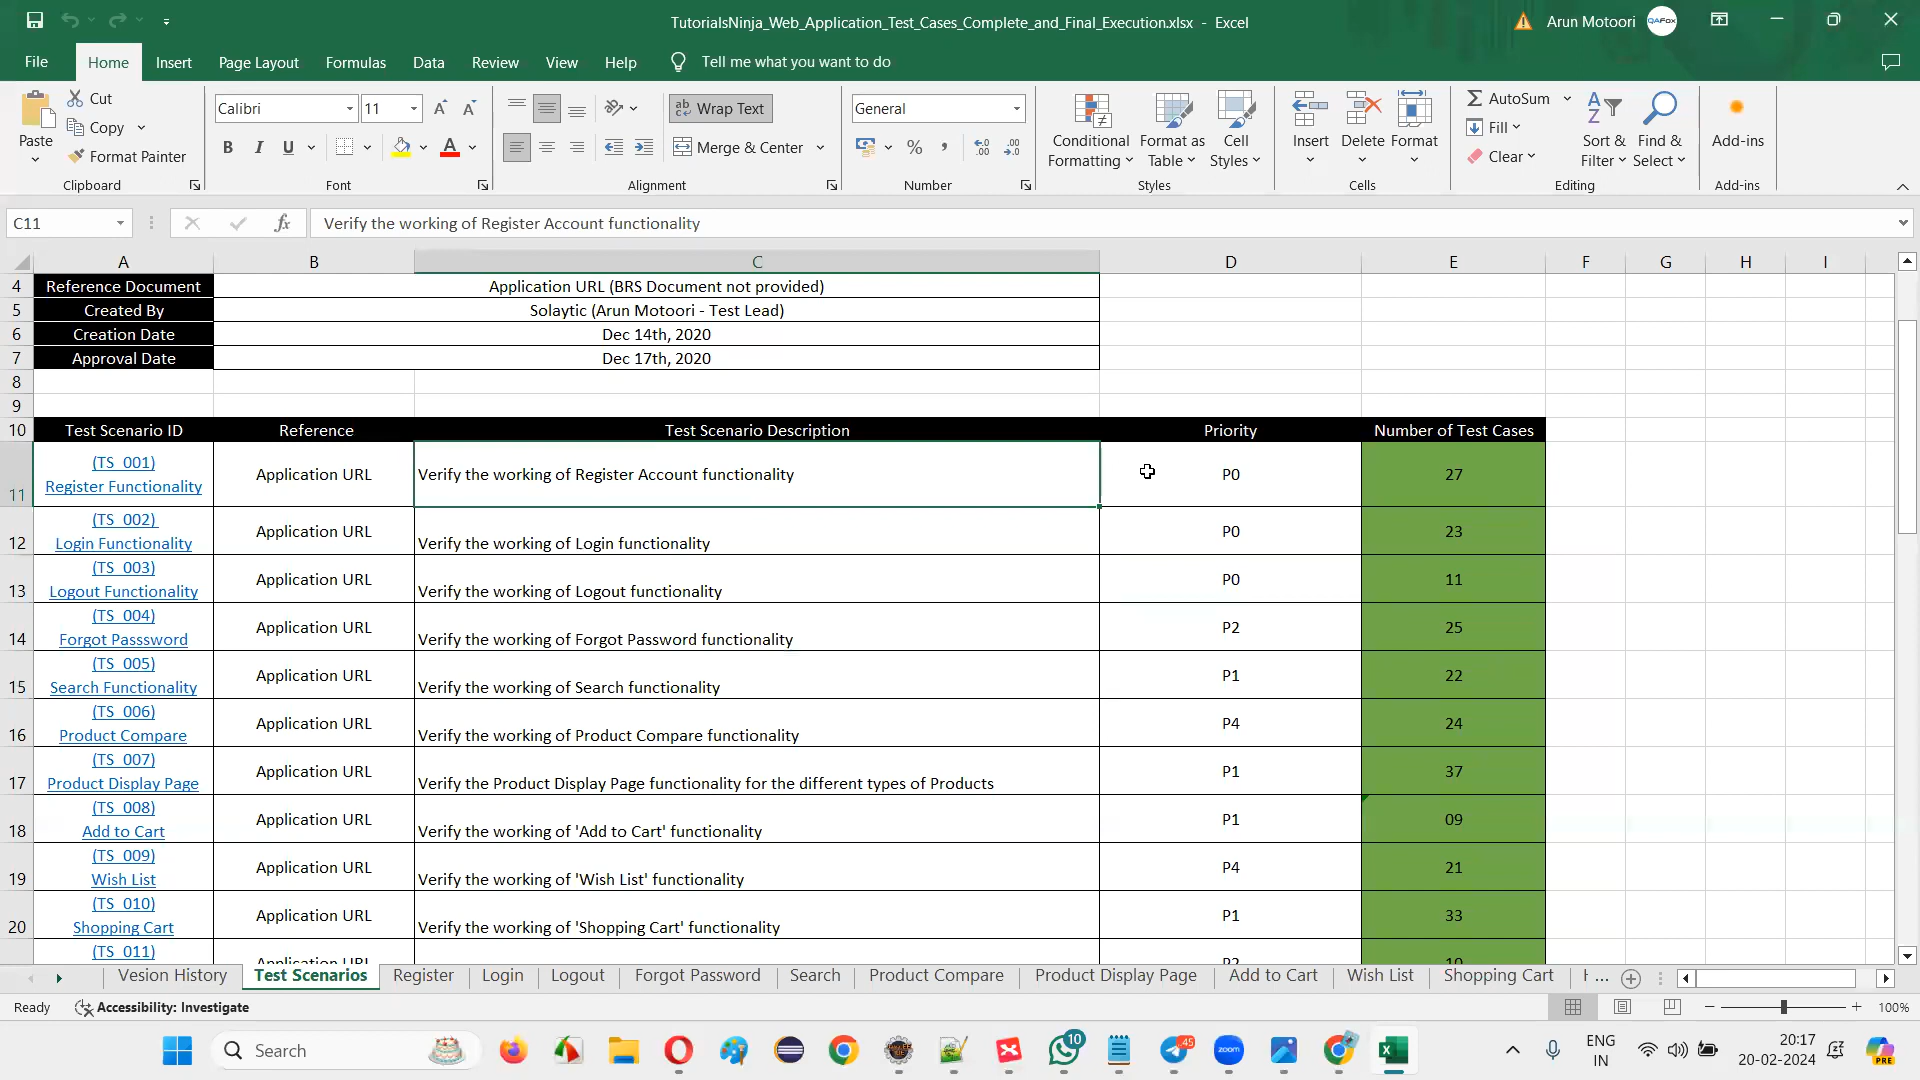 TutorialsNinja_Web_Application_Test_Cases_Complete_and_Final_Execution.xlsx - Excel
Arun Motoori
QAFox
File Home Insert Page Layout Formulas Data Review View Help Tell me what you want to do
Paste
Cut
Copy
Format Painter
Clipboard
Calibri 11
B I U
Font
ab Wrap Text
Merge & Center
Alignment
General
% ,
Number
Conditional Formatting
Format as Table
Cell Styles
Styles
Insert Delete Format
Cells
AutoSum
Fill
Clear
Sort & Filter
Find & Select
Editing
Add-ins
Add-ins
C11 fx Verify the working of Register Account functionality
A B C D E F G H I
4 Reference Document Application URL (BRS Document not provided)
5 Created By Solaytic (Arun Motoori - Test Lead)
6 Creation Date Dec 14th, 2020
7 Approval Date Dec 17th, 2020
8
9
10 Test Scenario ID Reference Test Scenario Description Priority Number of Test Cases
11 (TS_001) Register Functionality Application URL Verify the working of Register Account functionality P0 27
12 (TS_002) Login Functionality Application URL Verify the working of Login functionality P0 23
13 (TS_003) Logout Functionality Application URL Verify the working of Logout functionality P0 11
14 (TS_004) Forgot Passsword Application URL Verify the working of Forgot Password functionality P2 25
15 (TS_005) Search Functionality Application URL Verify the working of Search functionality P1 22
16 (TS_006) Product Compare Application URL Verify the working of Product Compare functionality P4 24
17 (TS_007) Product Display Page Application URL Verify the Product Display Page functionality for the different types of Products P1 37
18 (TS_008) Add to Cart Application URL Verify the working of 'Add to Cart' functionality P1 09
19 (TS_009) Wish List Application URL Verify the working of 'Wish List' functionality P4 21
20 (TS_010) Shopping Cart Application URL Verify the working of 'Shopping Cart' functionality P1 33
(TS_011) Application URL P2 10
Vesion History Test Scenarios Register Login Logout Forgot Password Search Product Compare Product Display Page Add to Cart Wish List Shopping Cart ...
Ready Accessibility: Investigate 100%
Search
10
45
zoom
ENG
IN
20:17
20-02-2024
PRE